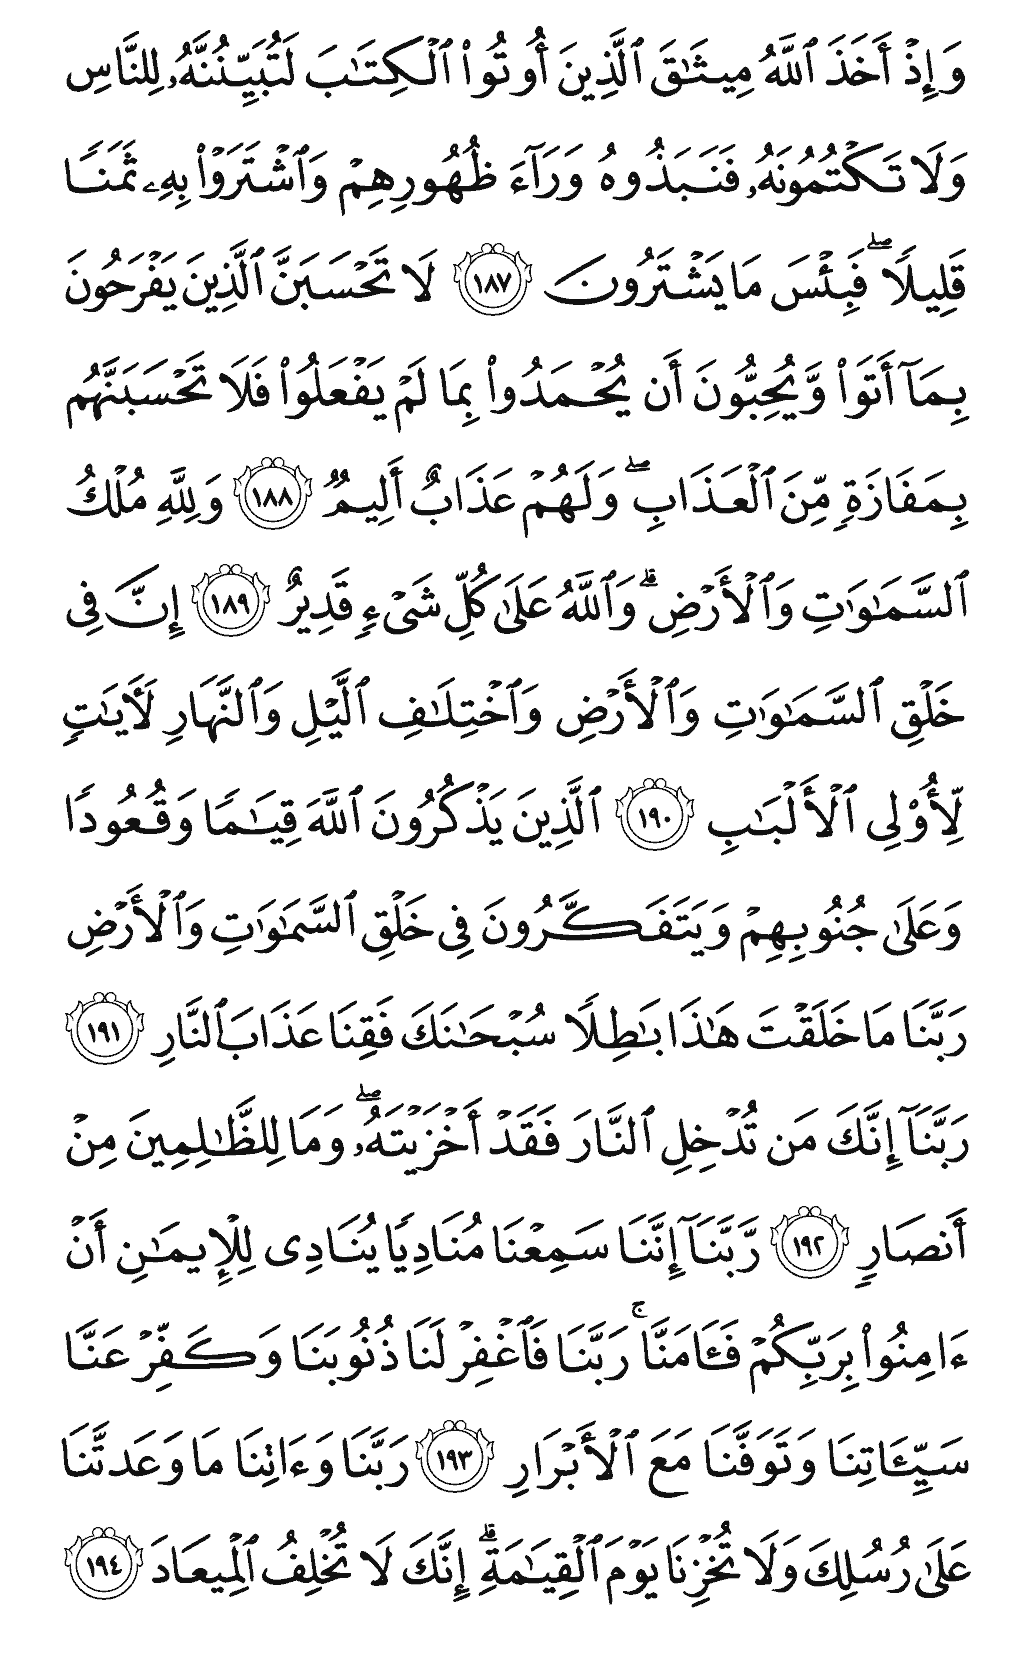 وَإِذۡ أَخَذَ ٱللَّهُ مِيثَٰقَ ٱلَّذِينَ أُوتُواْ ٱلۡكِتَٰبَ لَتُبَيِّنُنَّهُۥ لِلنَّاسِ
وَلَا تَكۡتُمُونَهُۥ فَنَبَذُوهُ وَرَآءَ ظُهُورِهِمۡ وَٱشۡتَرَوۡاْ بِهِۦ ثَمَنٗا
قَلِيلٗاۖ فَبِئۡسَ مَا يَشۡتَرُونَ ١٨٧ لَا تَحۡسَبَنَّ ٱلَّذِينَ يَفۡرَحُونَ
بِمَآ أَتَواْ وَّيُحِبُّونَ أَن يُحۡمَدُواْ بِمَا لَمۡ يَفۡعَلُواْ فَلَا تَحۡسَبَنَّهُم
بِمَفَازَةٖ مِّنَ ٱلۡعَذَابِۖ وَلَهُمۡ عَذَابٌ أَلِيمٞ ١٨٨ وَلِلَّهِ مُلۡكُ
ٱلسَّمَٰوَٰتِ وَٱلۡأَرۡضِۗ وَٱللَّهُ عَلَىٰ كُلِّ شَيۡءٖ قَدِيرٌ ١٨٩ إِنَّ فِي
خَلۡقِ ٱلسَّمَٰوَٰتِ وَٱلۡأَرۡضِ وَٱخۡتِلَٰفِ ٱلَّيۡلِ وَٱلنَّهَارِ لَأٓيَٰتٖ
لِّأُوْلِي ٱلۡأَلۡبَٰبِ ١٩٠ ٱلَّذِينَ يَذۡكُرُونَ ٱللَّهَ قِيَٰمٗا وَقُعُودٗا
وَعَلَىٰ جُنُوبِهِمۡ وَيَتَفَكَّرُونَ فِي خَلۡقِ ٱلسَّمَٰوَٰتِ وَٱلۡأَرۡضِ
رَبَّنَا مَا خَلَقۡتَ هَٰذَا بَٰطِلٗا سُبۡحَٰنَكَ فَقِنَا عَذَابَ ٱلنَّارِ ١٩١
رَبَّنَآ إِنَّكَ مَن تُدۡخِلِ ٱلنَّارَ فَقَدۡ أَخۡزَيۡتَهُۥۖ وَمَا لِلظَّٰلِمِينَ مِنۡ
أَنصَارٖ ١٩٢ رَّبَّنَآ إِنَّنَا سَمِعۡنَا مُنَادِيٗا يُنَادِي لِلۡإِيمَٰنِ أَنۡ
ءَامِنُواْ بِرَبِّكُمۡ فَـَٔامَنَّاۚ رَبَّنَا فَٱغۡفِرۡ لَنَا ذُنُوبَنَا وَكَفِّرۡ عَنَّا
سَيِّـَٔاتِنَا وَتَوَفَّنَا مَعَ ٱلۡأَبۡرَارِ ١٩٣ رَبَّنَا وَءَاتِنَا مَا وَعَدتَّنَا
عَلَىٰ رُسُلِكَ وَلَا تُخۡزِنَا يَوۡمَ ٱلۡقِيَٰمَةِۗ إِنَّكَ لَا تُخۡلِفُ ٱلۡمِيعَادَ ١٩٤